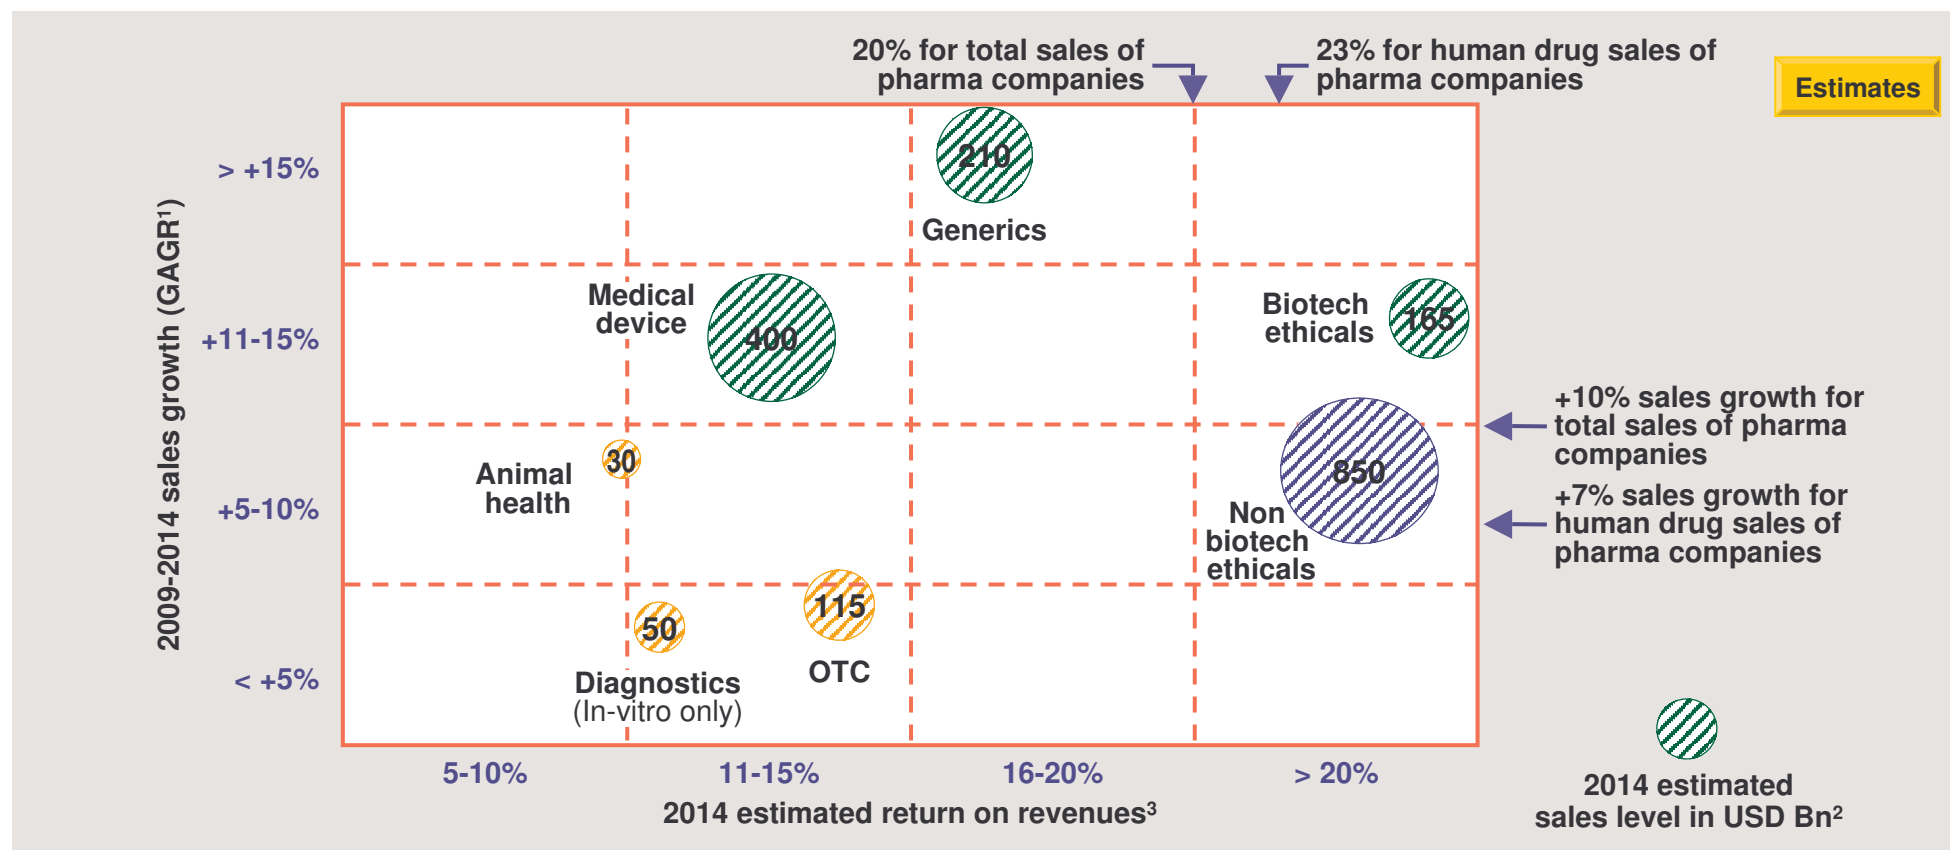 20% for total sales of
pharma companies
23% for human drug sales of
pharma companies
Estimates
2009-2014 sales growth (GAGR¹)
> +15%
+11-15%
+5-10%
< +5%
210
Generics
Medical
device
400
Biotech
ethicals
165
Animal
health
30
850
Non
biotech
ethicals
50
Diagnostics
(In-vitro only)
115
OTC
+10% sales growth for
total sales of pharma
companies
+7% sales growth for
human drug sales of
pharma companies
5-10%
11-15%
16-20%
> 20%
2014 estimated return on revenues³
2014 estimated
sales level in USD Bn²